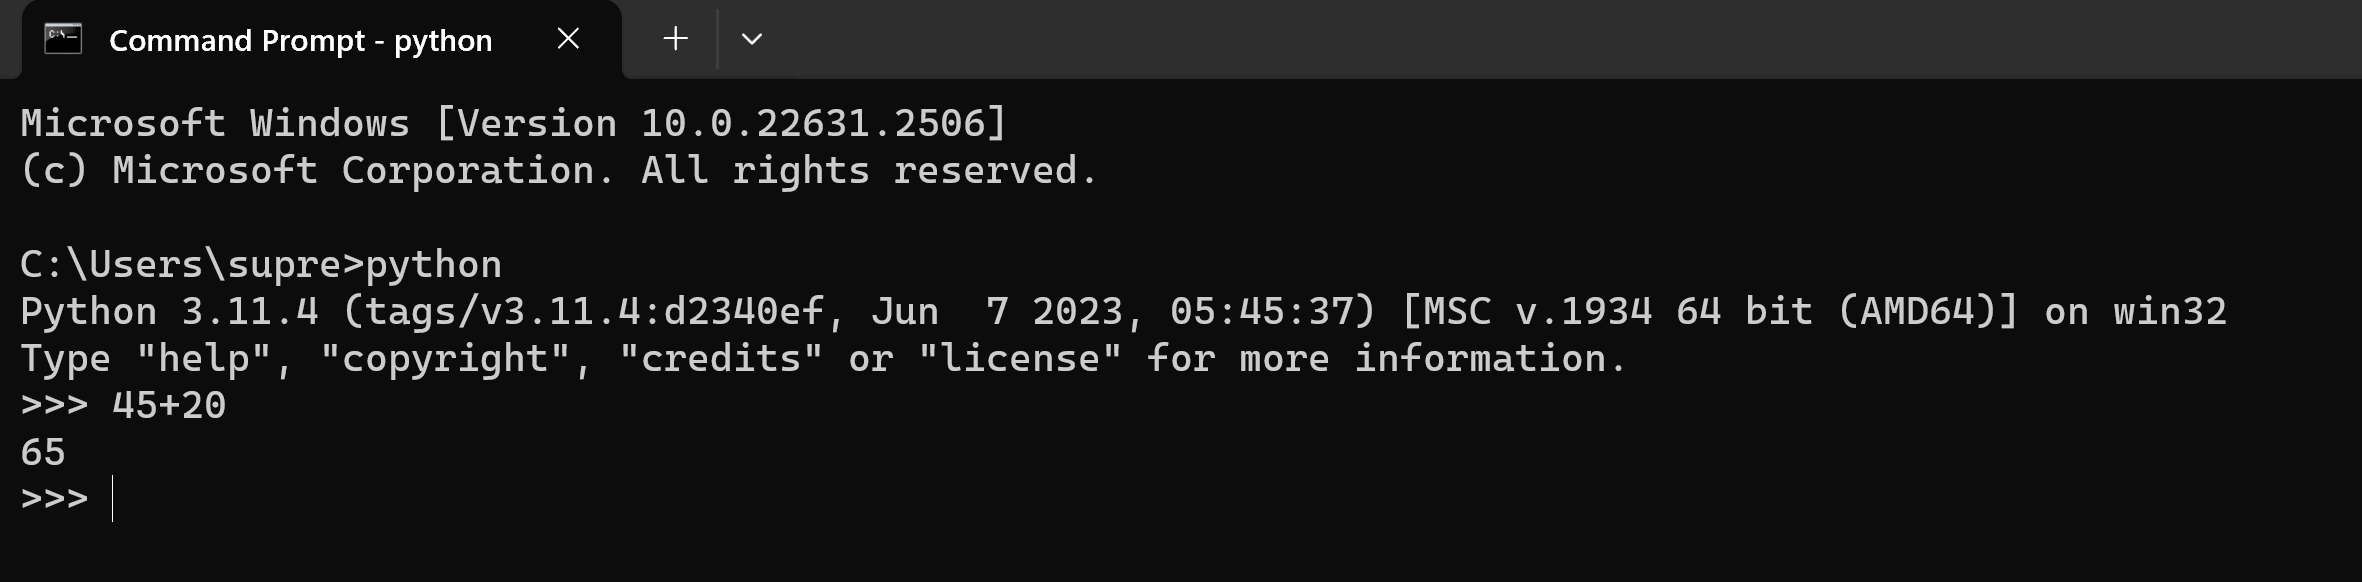 Command Prompt - python
Microsoft Windows [Version 10.0.22631.2506]
(c) Microsoft Corporation. All rights reserved.
C:\Users\supre>python
Python 3.11.4 (tags/v3.11.4:d2340ef, Jun  7 2023, 05:45:37) [MSC v.1934 64 bit (AMD64)] on win32
Type "help", "copyright", "credits" or "license" for more information.
>>> 45+20
65
>>>